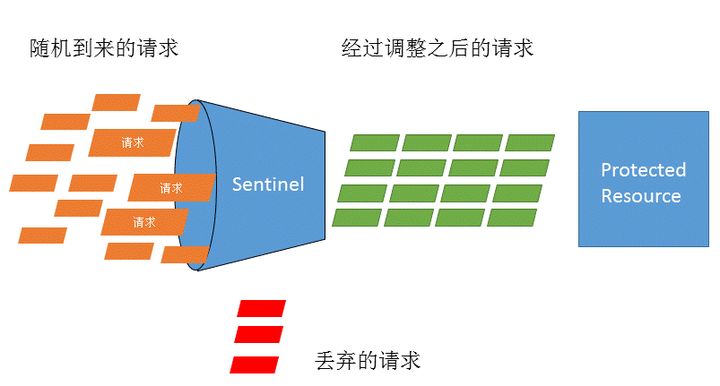 随机到来的请求
经过调整之后的请求
请求
请求
请求
Sentinel
Protected
Resource
丢弃的请求